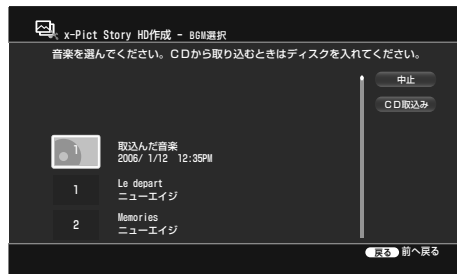 x-Pict Story HD作成 - BGM選択
音楽を選んでください。CDから取り込むときはディスクを入れてください。
中止
CD取込み
1 取込んだ音楽
2006/ 1/12 12:35PM
1 Le depart
ニューエイジ
2 Memories
ニューエイジ
戻る 前へ戻る